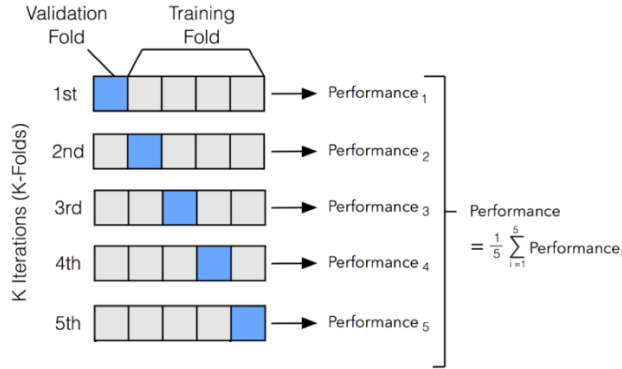 Validation
Fold
Training
Fold
K Iterations (K-Folds)
1st
Performance 1
2nd
Performance 2
3rd
Performance 3
4th
Performance 4
5th
Performance 5
Performance
= 1/5 5∑i=1 Performance